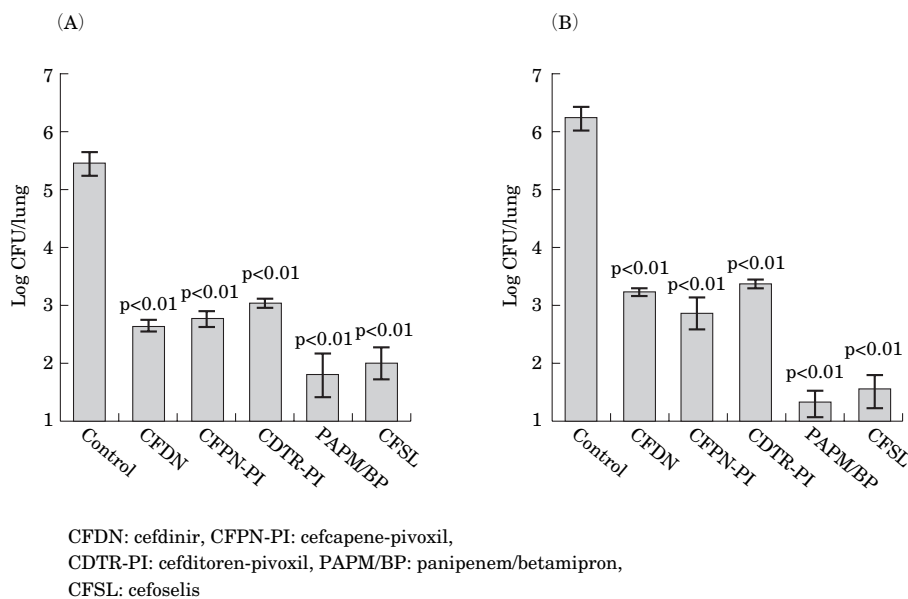 (A)
7
6
5
4
3
2
1
Log CFU/lung
p<0.01
p<0.01
p<0.01
p<0.01
p<0.01
Control
CFDN
CFPN-PI
CDTR-PI
PAPM/BP
CFSL
(B)
7
6
5
4
3
2
1
Log CFU/lung
p<0.01
p<0.01
p<0.01
p<0.01
p<0.01
Control
CFDN
CFPN-PI
CDTR-PI
PAPM/BP
CFSL
CFDN: cefdinir, CFPN-PI: cefcapene-pivoxil,
CDTR-PI: cefditoren-pivoxil, PAPM/BP: panipenem/betamipron,
CFSL: cefoselis